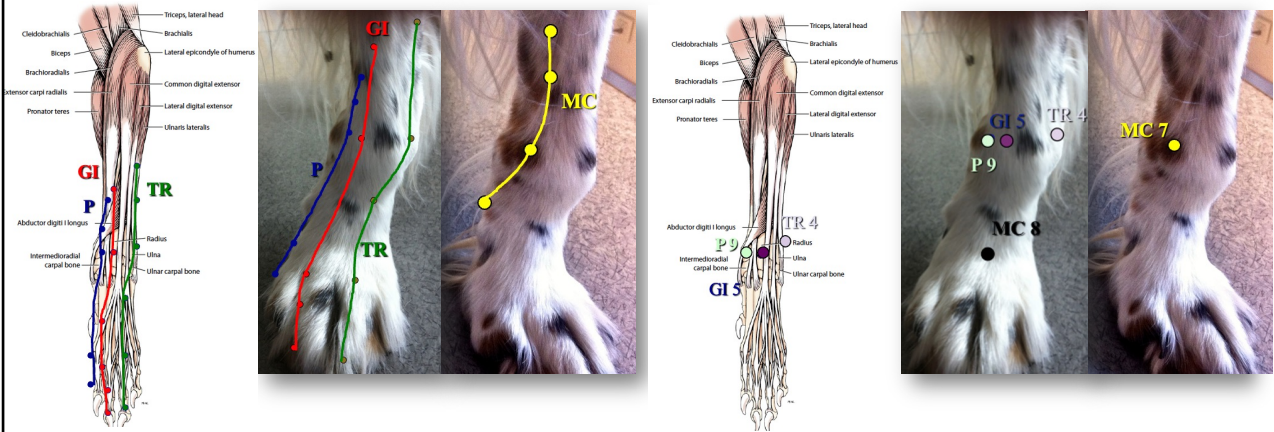 Triceps, lateral head
Cleidobrachialis
Brachialis
Biceps
Lateral epicondyle of humerus
Brachioradialis
Common digital extensor
Extensor carpi radialis
Lateral digital extensor
Pronator teres
Ulnaris lateralis
GI
TR
P
Abductor digiti I longus
Radius
Intermedioradial
carpal bone
Ulna
Ulnar carpal bone
GI
P
TR
MC
Triceps, lateral head
Cleidobrachialis
Brachialis
Biceps
Lateral epicondyle of humerus
Brachioradialis
Common digital extensor
Extensor carpi radialis
Lateral digital extensor
Pronator teres
Ulnaris lateralis
Abductor digiti I longus
TR 4
P 9
Radius
Intermedioradial
carpal bone
Ulna
Ulnar carpal bone
GI 5
TR 4
GI 5
P 9
MC 8
MC 7